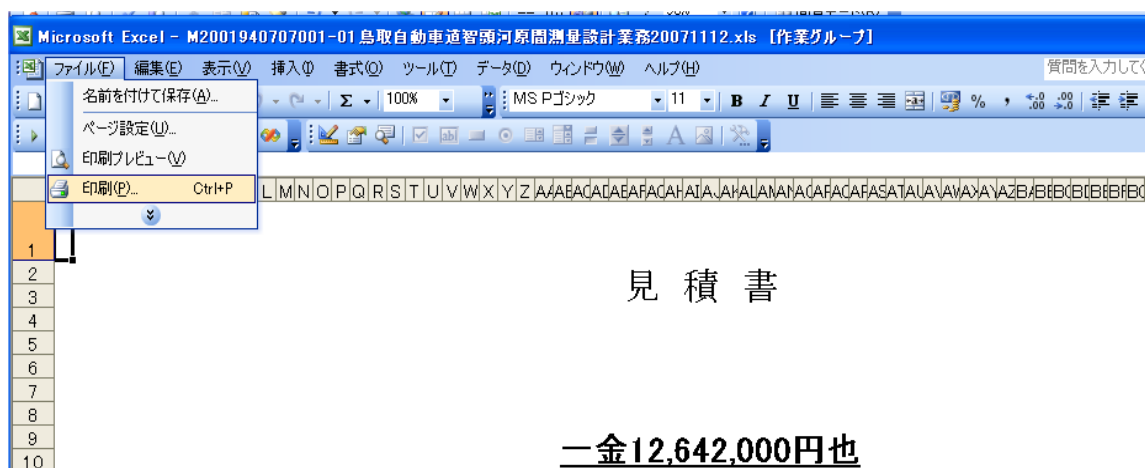 Microsoft Excel - M2001940707001-01鳥取自動車道智頭河原間測量設計業務20071112.xls [作業グループ]
ファイル(F) 編集(E) 表示(V) 挿入(I) 書式(O) ツール(T) データ(D) ウィンドウ(W) ヘルプ(H)
質問を入力してく
名前を付けて保存(A)...
Σ 100% MS Pゴシック 11 B I U % ,
ページ設定(U)...
印刷プレビュー(V)
印刷(P)... Ctrl+P
L M N O P Q R S T U V W X Y Z
1
2
見 積 書
3
4
5
6
7
8
9
一金12,642,000円也
10